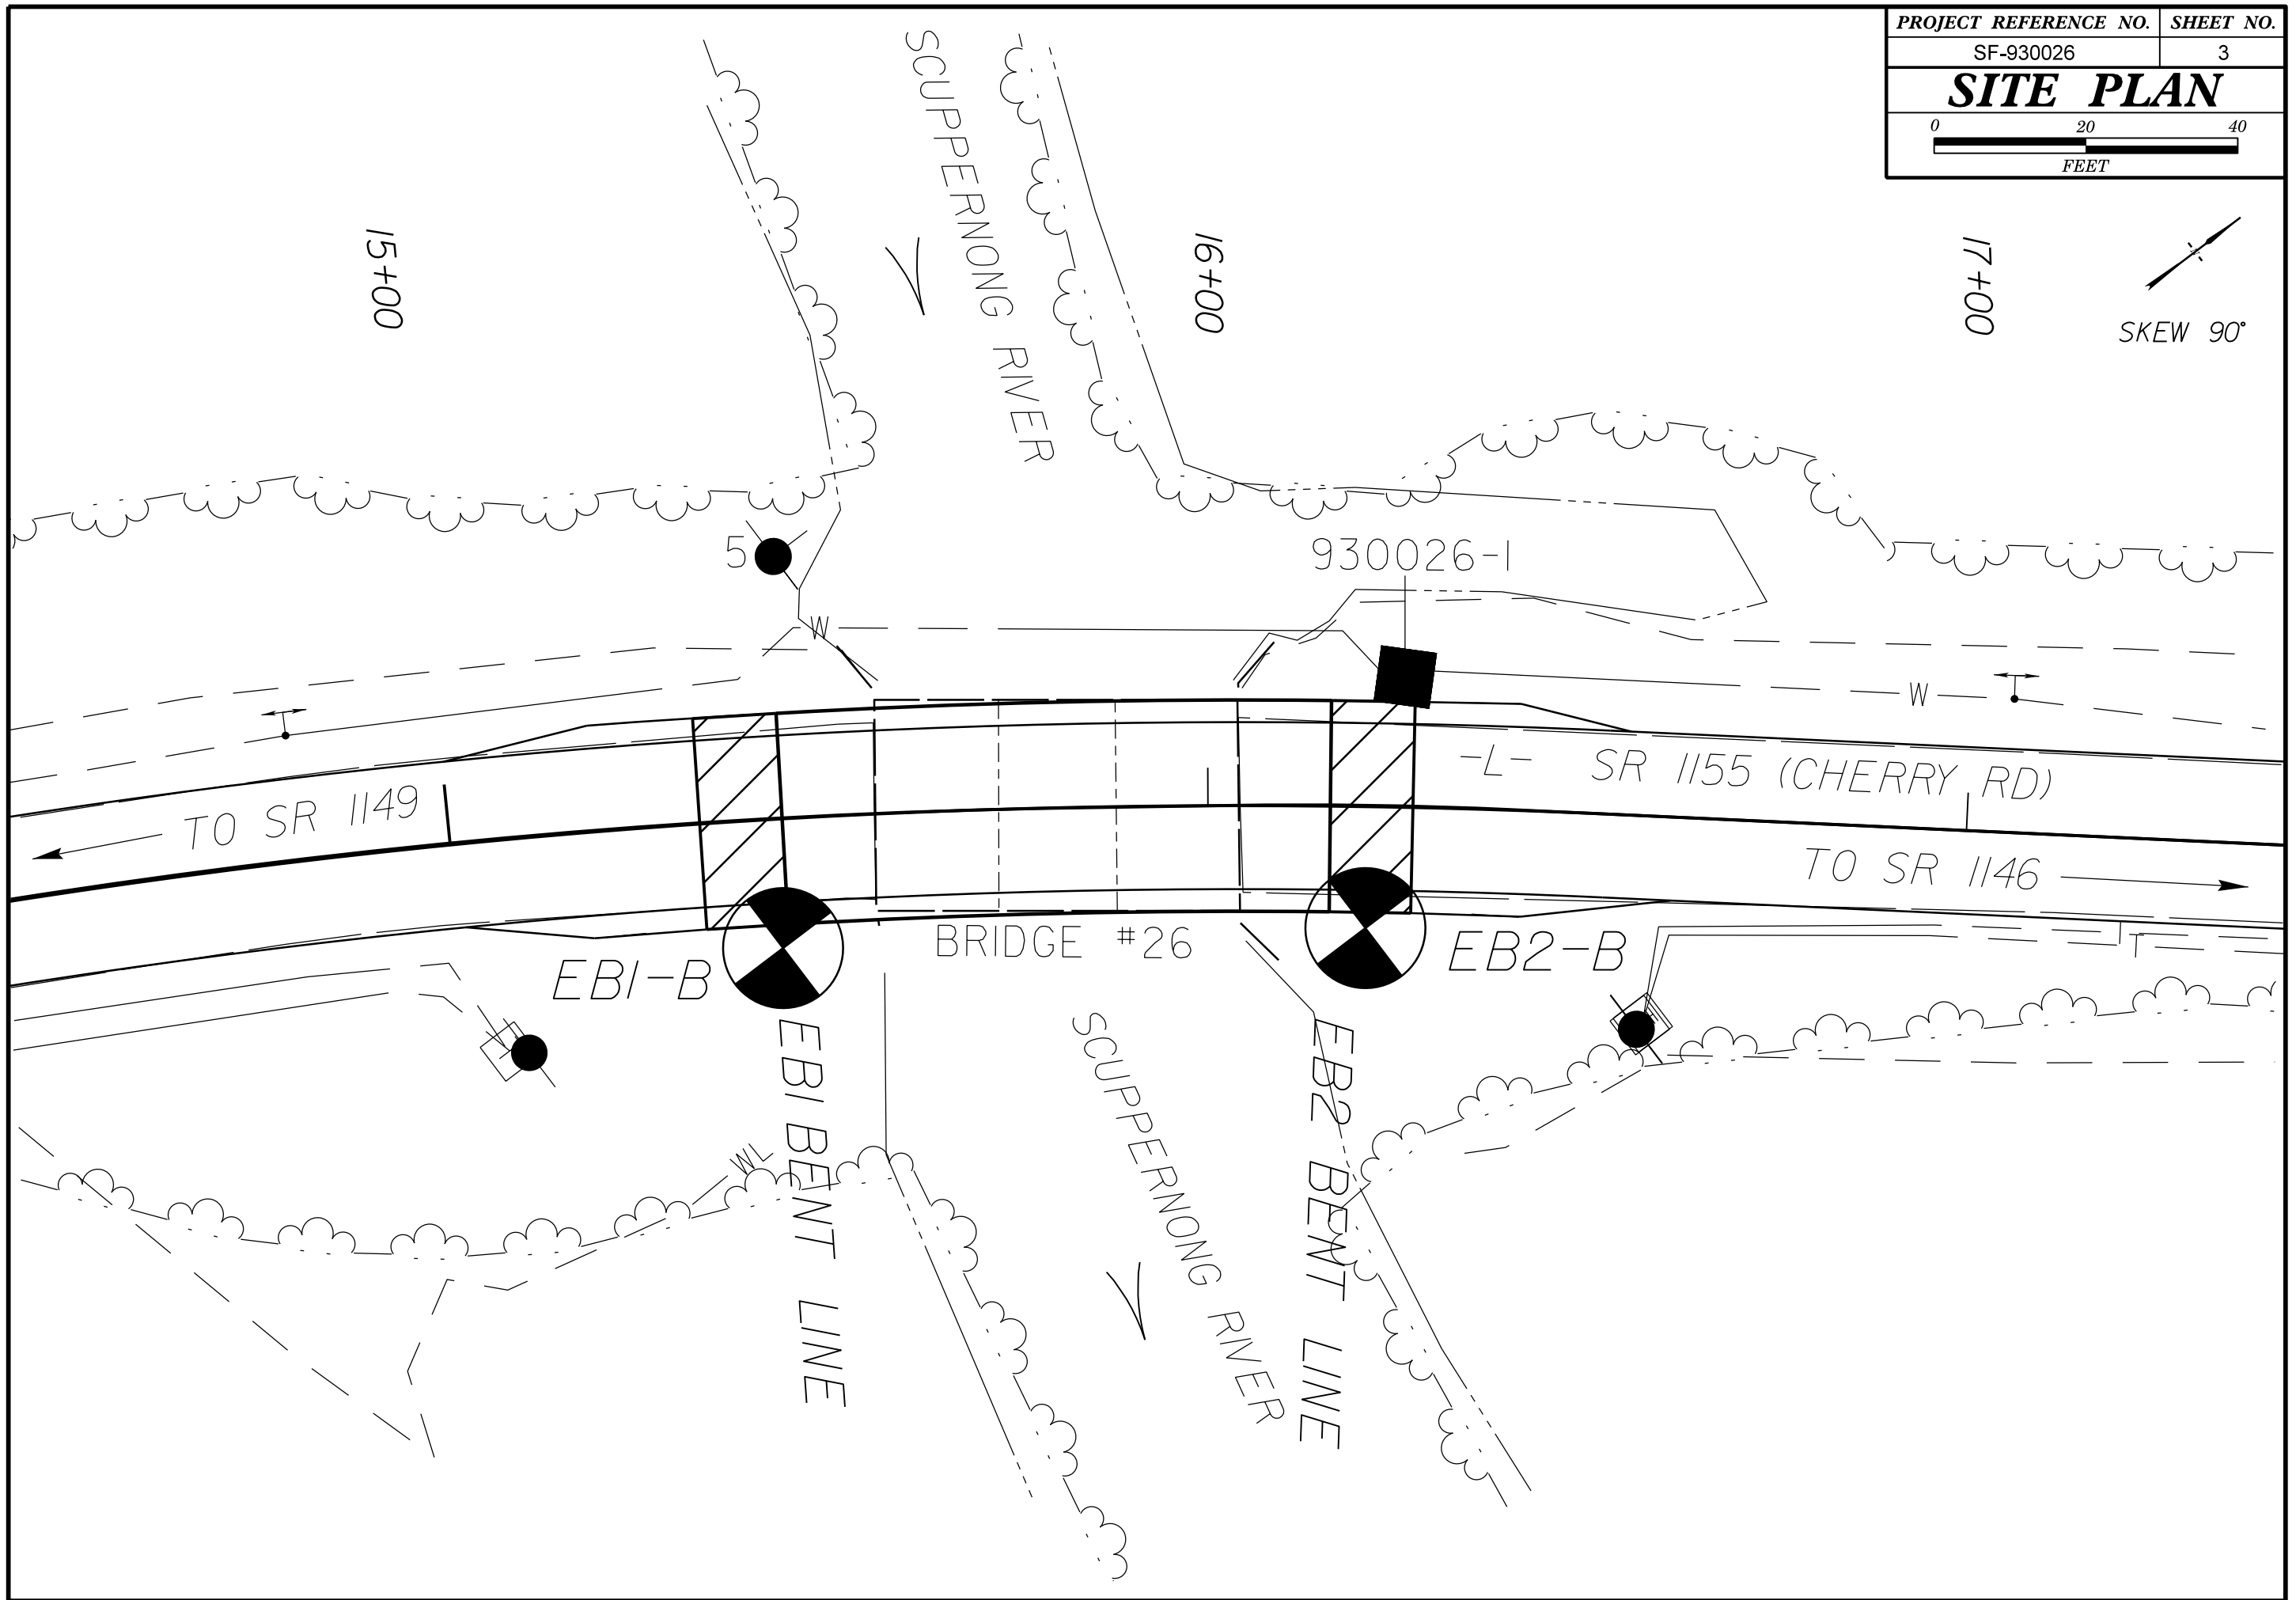 PROJECT REFERENCE NO. SHEET NO.
SF-930026 3
SITE PLAN
0 20 40
FEET
SCUPPERNONG RIVER
15+00
16+00
17+00
SKEW 90°
5
930026-1
W
W
-L- SR 1155 (CHERRY RD)
TO SR 1149
TO SR 1146
BRIDGE #26
EB1-B
EB2-B
T
T
EB1 BENT LINE
SCUPPERNONG RIVER
EB2 BENT LINE